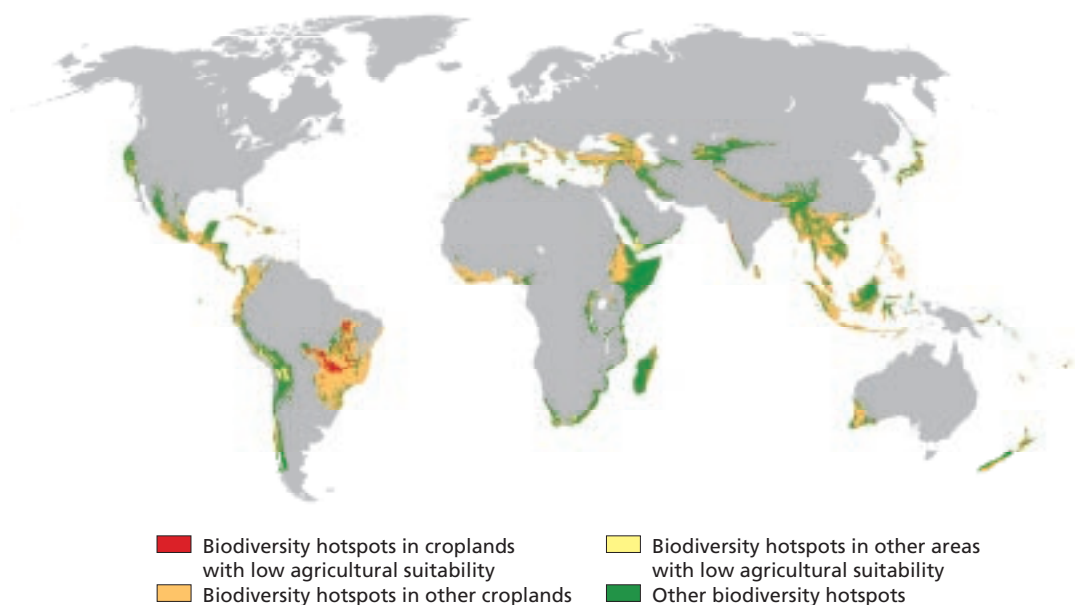 Biodiversity hotspots in croplands
with low agricultural suitability
Biodiversity hotspots in other croplands
Biodiversity hotspots in other areas
with low agricultural suitability
Other biodiversity hotspots